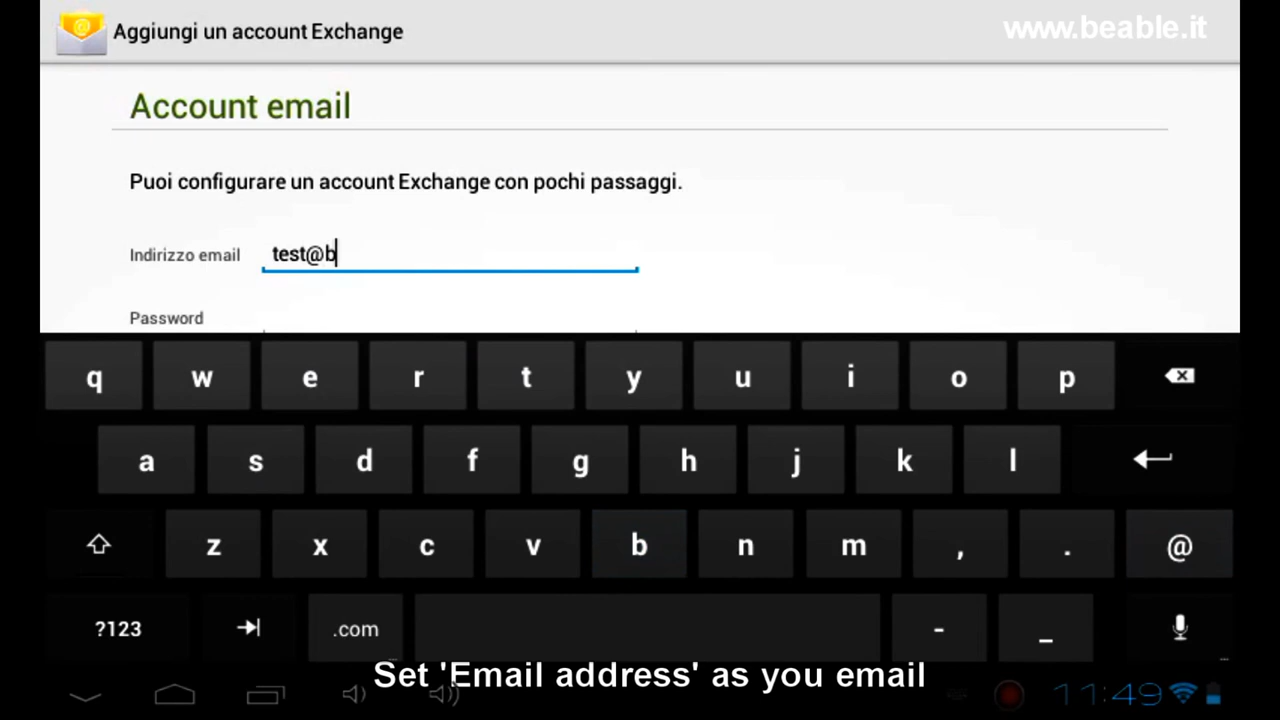 Aggiungi un account Exchange
www.beable.it
Account email
Puoi configurare un account Exchange con pochi passaggi.
Indirizzo email test@b
Password
q w e r t y u i o p
a s d f g h j k l
z x c v b n m , . @
?123 .com - _
Set 'Email address' as you email
11:49